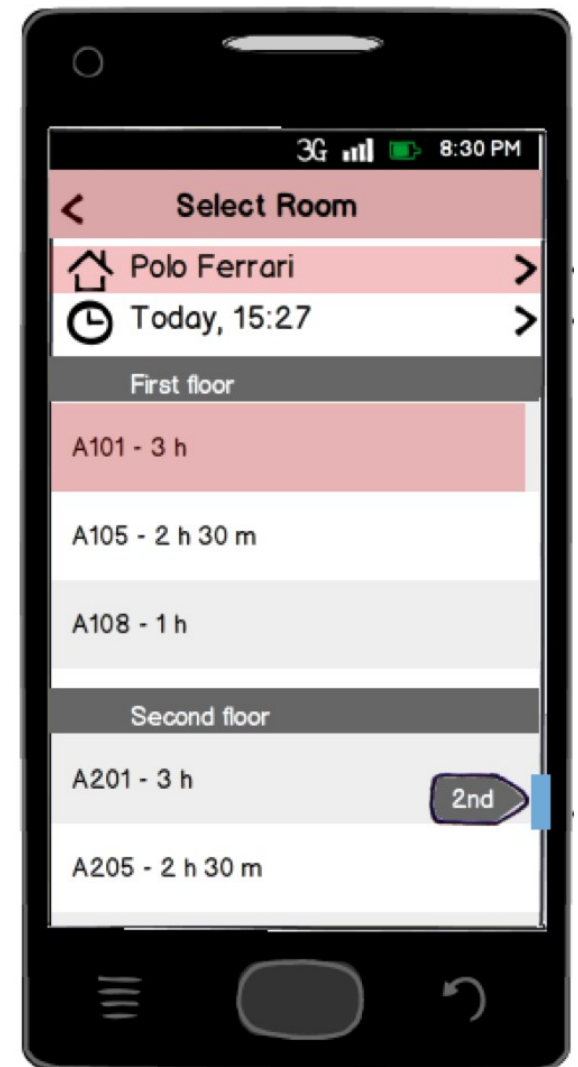 3G 8:30 PM
Select Room
Polo Ferrari
Today, 15:27
First floor
A101 - 3 h
A105 - 2 h 30 m
A108 - 1 h
Second floor
A201 - 3 h
2nd
A205 - 2 h 30 m